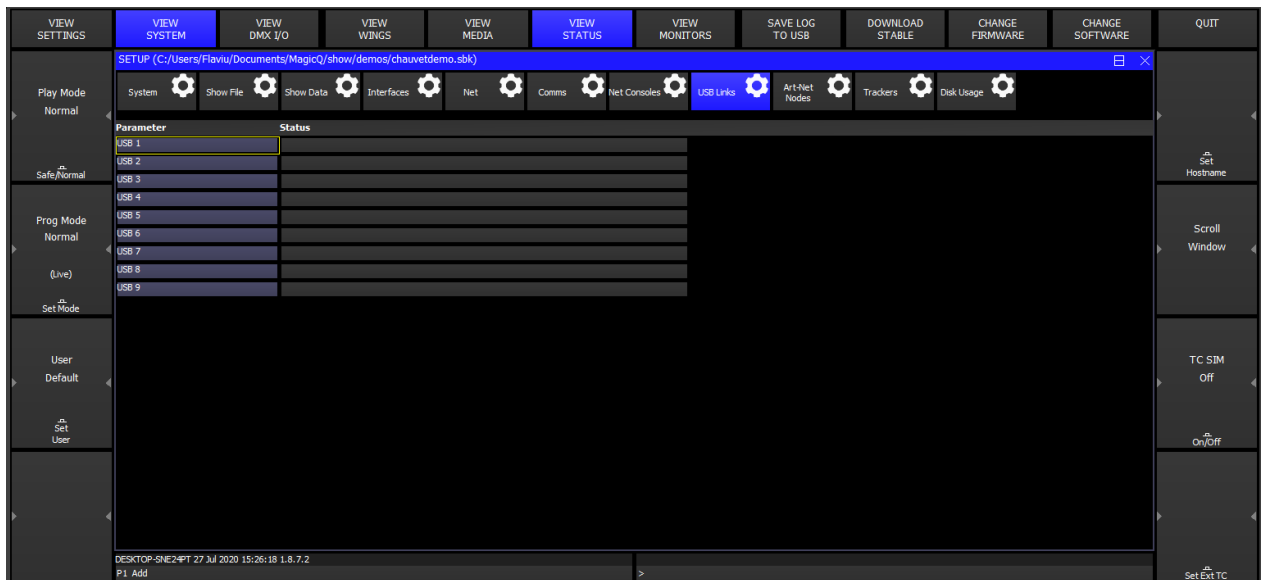 VIEW SETTINGS
VIEW SYSTEM
VIEW DMX I/O
VIEW WINGS
VIEW MEDIA
VIEW STATUS
VIEW MONITORS
SAVE LOG TO USB
DOWNLOAD STABLE
CHANGE FIRMWARE
CHANGE SOFTWARE
QUIT
SETUP (C:/Users/Flaviu/Documents/MagicQ/show/demos/chauvetdemo.sbk)
System
Show File
Show Data
Interfaces
Net
Comms
Net Consoles
USB Links
Art-Net Nodes
Trackers
Disk Usage
Parameter Status
USB 1
USB 2
USB 3
USB 4
USB 5
USB 6
USB 7
USB 8
USB 9
Play Mode
Normal
Safe/Normal
Prog Mode
Normal
(Live)
Set Mode
User
Default
Set
User
Set
Hostname
Scroll
Window
TC SIM
Off
On/Off
Set Ext TC
DESKTOP-SNE24PT 27 Jul 2020 15:26:18 1.8.7.2
P1 Add >